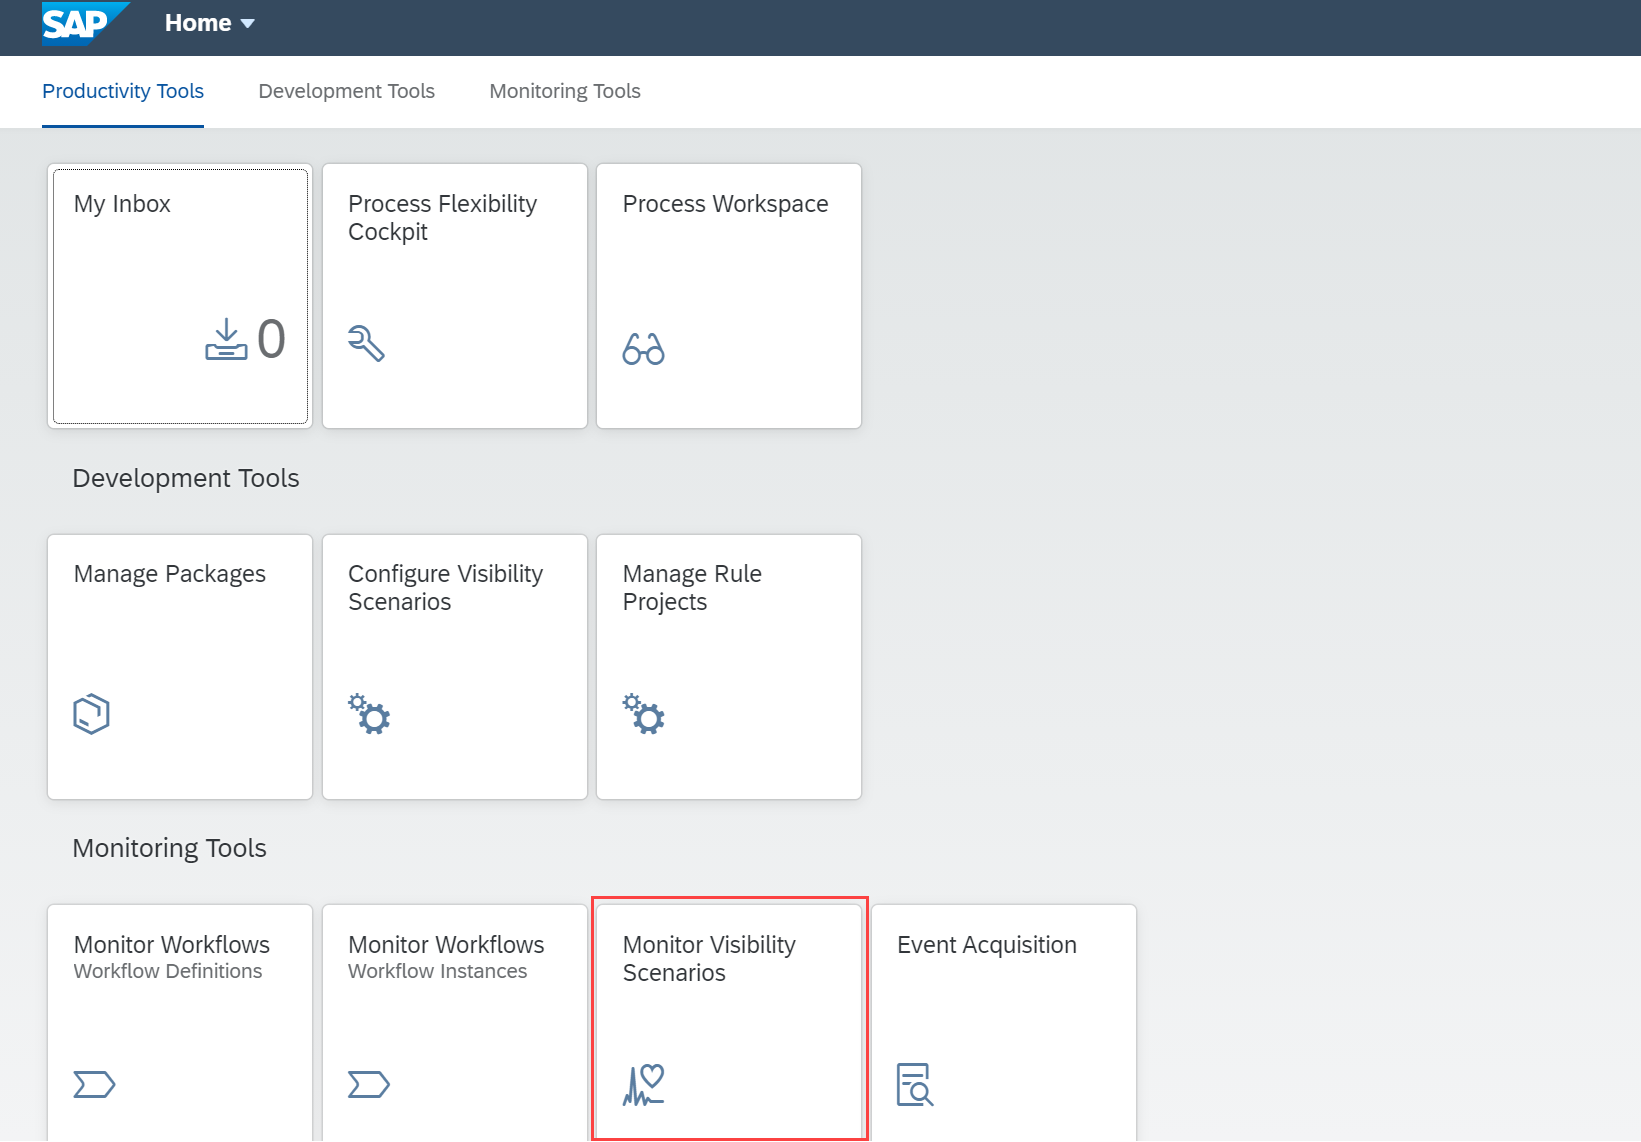 SAP
Home
Productivity Tools
Development Tools
Monitoring Tools
My Inbox
0
Process Flexibility
Cockpit
Process Workspace
Development Tools
Manage Packages
Configure Visibility
Scenarios
Manage Rule
Projects
Monitoring Tools
Monitor Workflows
Workflow Definitions
Monitor Workflows
Workflow Instances
Monitor Visibility
Scenarios
Event Acquisition